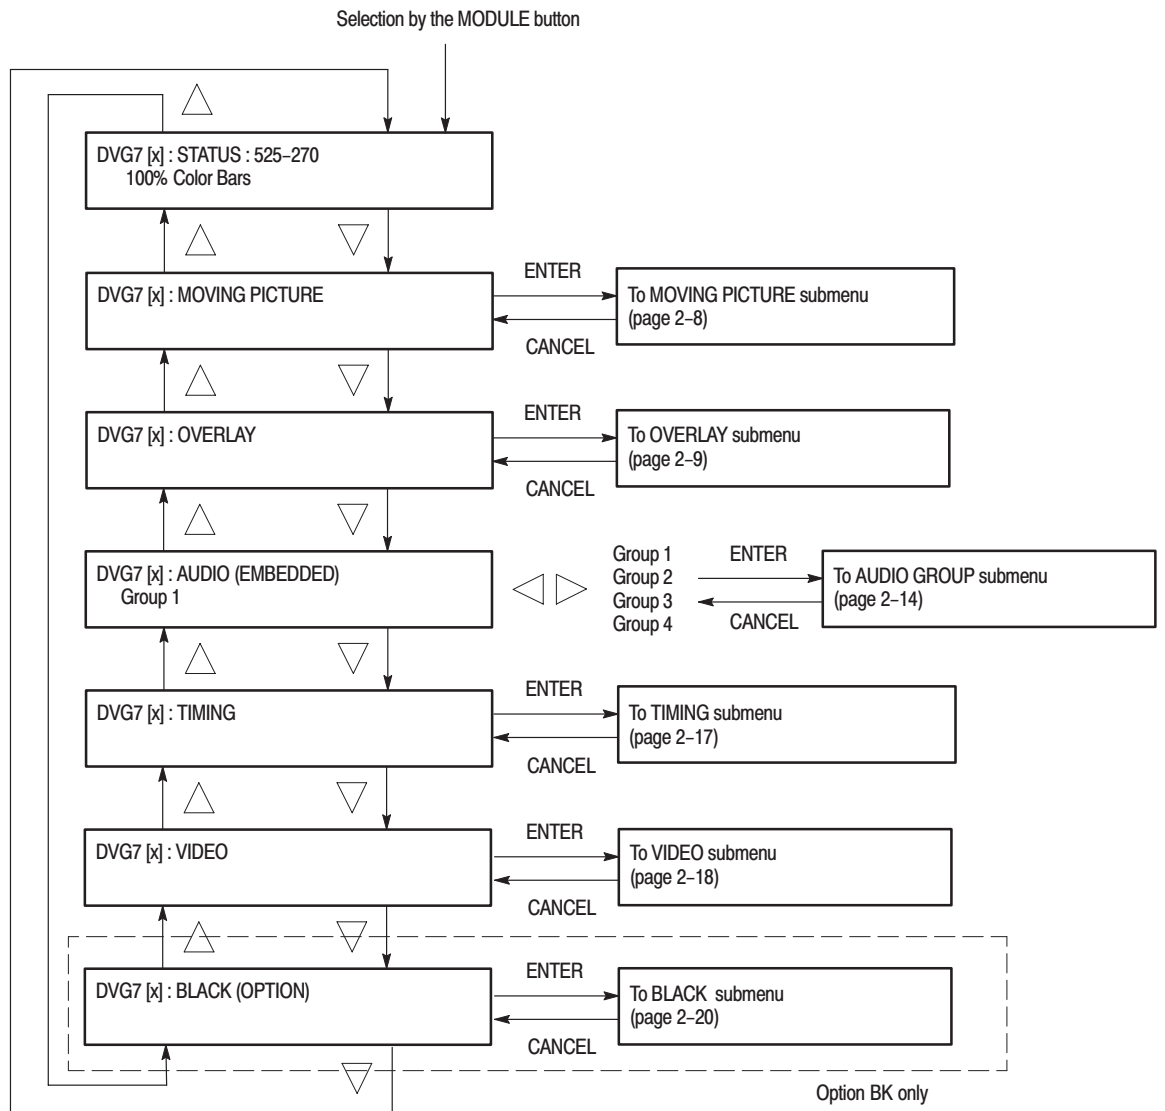 Selection by the MODULE button
DVG7 [x] : STATUS : 525–270
100% Color Bars
DVG7 [x] : MOVING PICTURE
ENTER
CANCEL
To MOVING PICTURE submenu
(page 2–8)
DVG7 [x] : OVERLAY
ENTER
CANCEL
To OVERLAY submenu
(page 2–9)
DVG7 [x] : AUDIO (EMBEDDED)
Group 1
Group 1
Group 2
Group 3
Group 4
ENTER
CANCEL
To AUDIO GROUP submenu
(page 2–14)
DVG7 [x] : TIMING
ENTER
CANCEL
To TIMING submenu
(page 2–17)
DVG7 [x] : VIDEO
ENTER
CANCEL
To VIDEO submenu
(page 2–18)
DVG7 [x] : BLACK (OPTION)
ENTER
CANCEL
To BLACK submenu
(page 2–20)
Option BK only